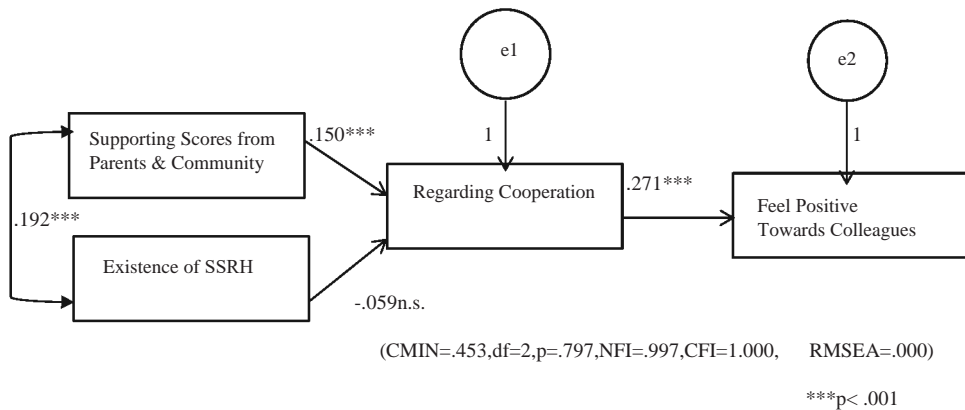 e1
e2
1
1
Supporting Scores from
Parents & Community
.150***
Regarding Cooperation
.271***
Feel Positive
Towards Colleagues
.192***
Existence of SSRH
-.059n.s.
(CMIN=.453,df=2,p=.797,NFI=.997,CFI=1.000, RMSEA=.000)
***p< .001